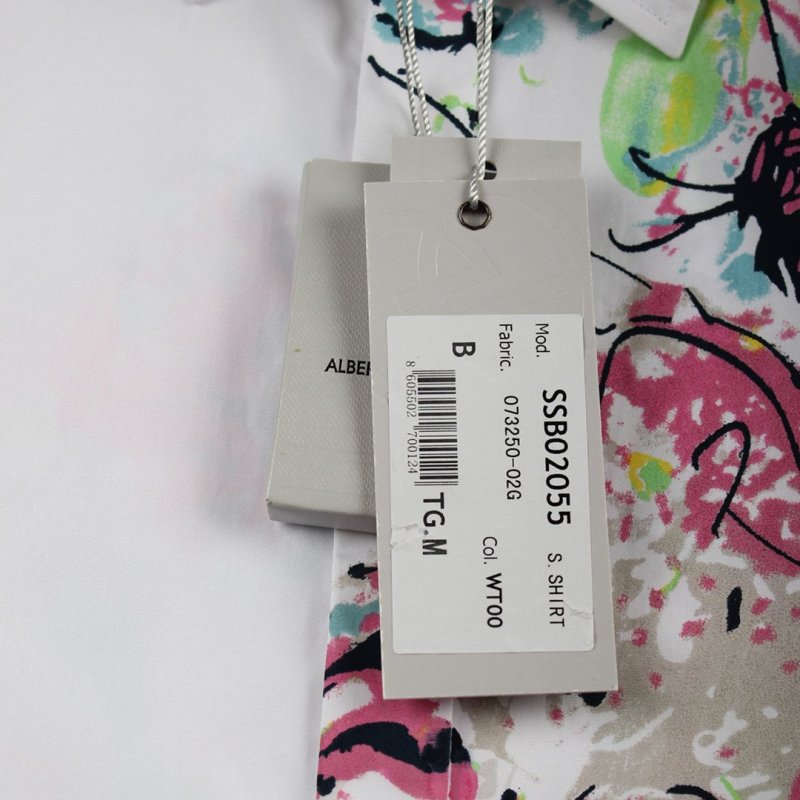 Mod. SSB02055 S. SHIRT
Fabric. 073250-02G Col. WT00
B
8 605502 700124
TG.M
ALBER